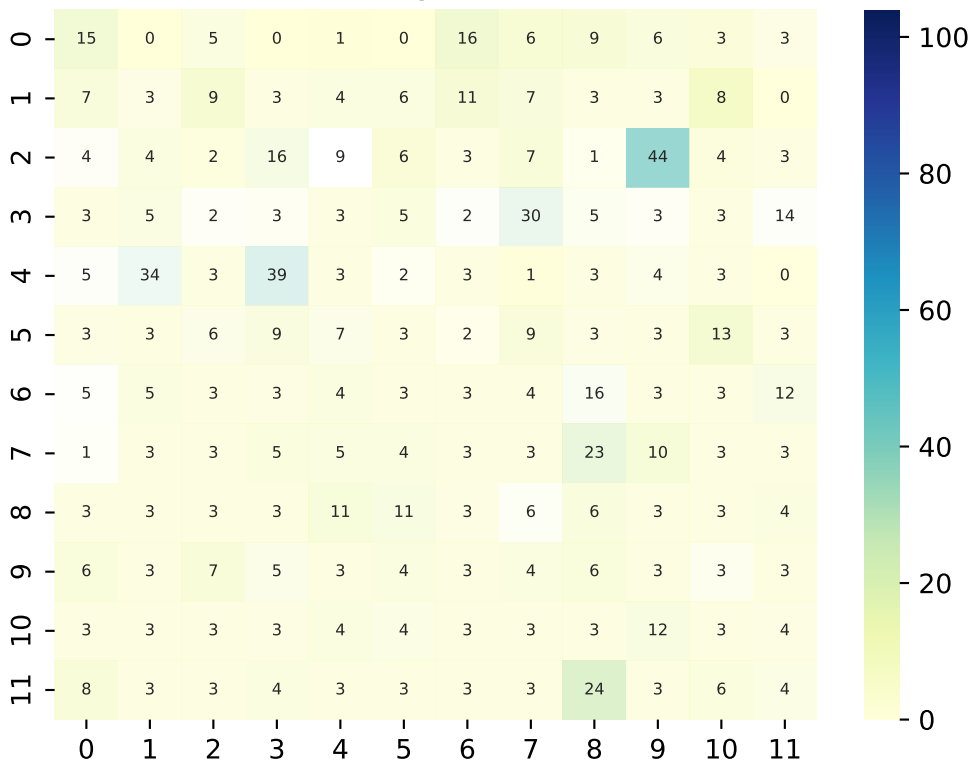 0 15 0 5 0 1 0 16 6 9 6 3 3
1 7 3 9 3 4 6 11 7 3 3 8 0
2 4 4 2 16 9 6 3 7 1 44 4 3
3 3 5 2 3 3 5 2 30 5 3 3 14
4 5 34 3 39 3 2 3 1 3 4 3 0
5 3 3 6 9 7 3 2 9 3 3 13 3
6 5 5 3 3 4 3 3 4 16 3 3 12
7 1 3 3 5 5 4 3 3 23 10 3 3
8 3 3 3 3 11 11 3 6 6 3 3 4
9 6 3 7 5 3 4 3 4 6 3 3 3
10 3 3 3 3 4 4 3 3 3 12 3 4
11 8 3 3 4 3 3 3 3 24 3 6 4
0 1 2 3 4 5 6 7 8 9 10 11
100
80
60
40
20
0